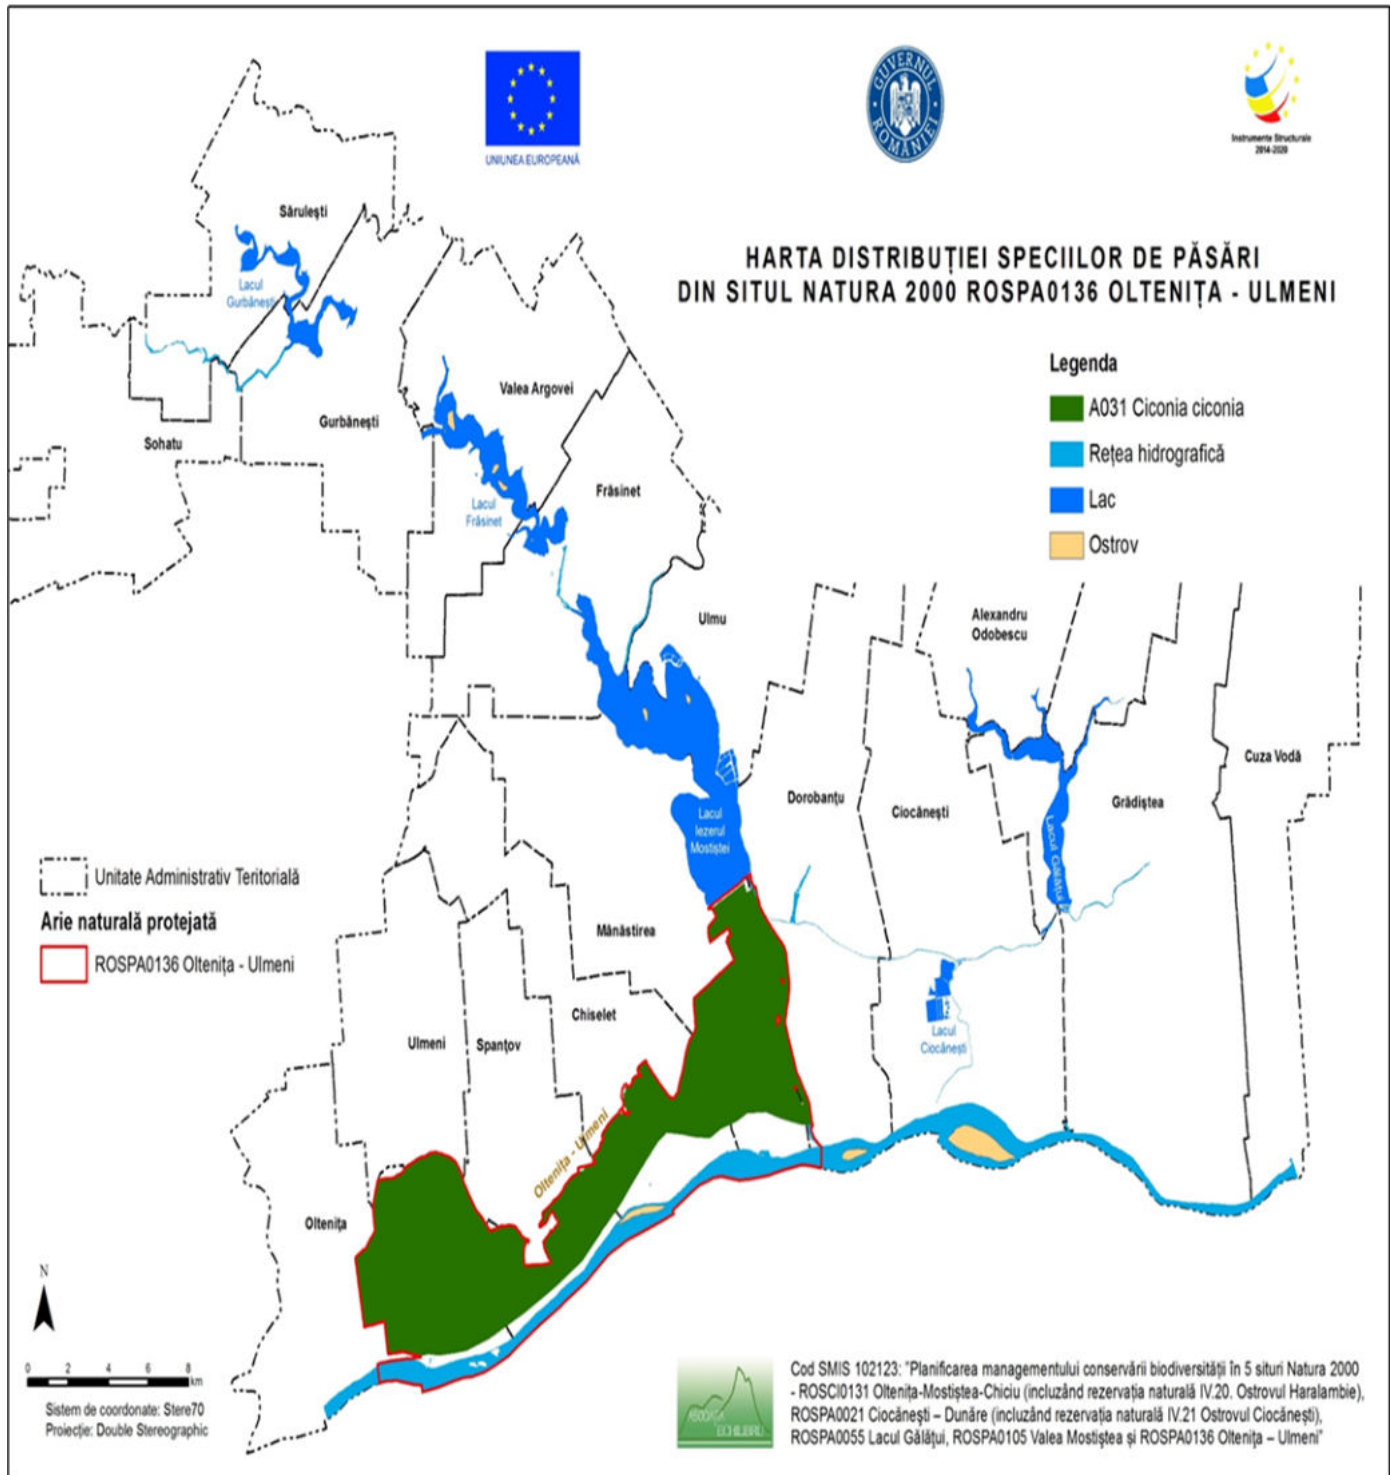 UNIUNEA EUROPEANĂ
GUVERNUL
ROMÂNIEI
Instrumente Structurale
2014-2020
HARTA DISTRIBUȚIEI SPECIILOR DE PĂSĂRI
DIN SITUL NATURA 2000 ROSPA0136 OLTENIȚA - ULMENI
Legenda
A031 Ciconia ciconia
Rețea hidrografică
Lac
Ostrov
Sărulești
Lacul
Gurbănești
Sohatu
Gurbănești
Valea Argovei
Lacul
Frăsinet
Frăsinet
Ulmu
Alexandru
Odobescu
Cuza Vodă
Dorobanțu
Ciocănești
Grădiștea
Lacul
Iezerul
Mostiștei
Lacul Gălățui
Unitate Administrativ Teritorială
Arie naturală protejată
ROSPA0136 Oltenița - Ulmeni
Mânăstirea
Chiselet
Ulmeni
Spanțov
Lacul
Ciocănești
Oltenița - Ulmeni
Oltenița
N
0 2 4 6 8
km
Sistem de coordonate: Stere70
Proiecție: Double Stereographic
ASOCIAȚIA
ECHILIBRU
Cod SMIS 102123: "Planificarea managementului conservării biodiversității în 5 situri Natura 2000
- ROSCI0131 Oltenița-Mostiștea-Chiciu (incluzând rezervația naturală IV.20. Ostrovul Haralambie),
ROSPA0021 Ciocănești – Dunăre (incluzând rezervația naturală IV.21 Ostrovul Ciocănești),
ROSPA0055 Lacul Gălățui, ROSPA0105 Valea Mostiștea și ROSPA0136 Oltenița – Ulmeni"